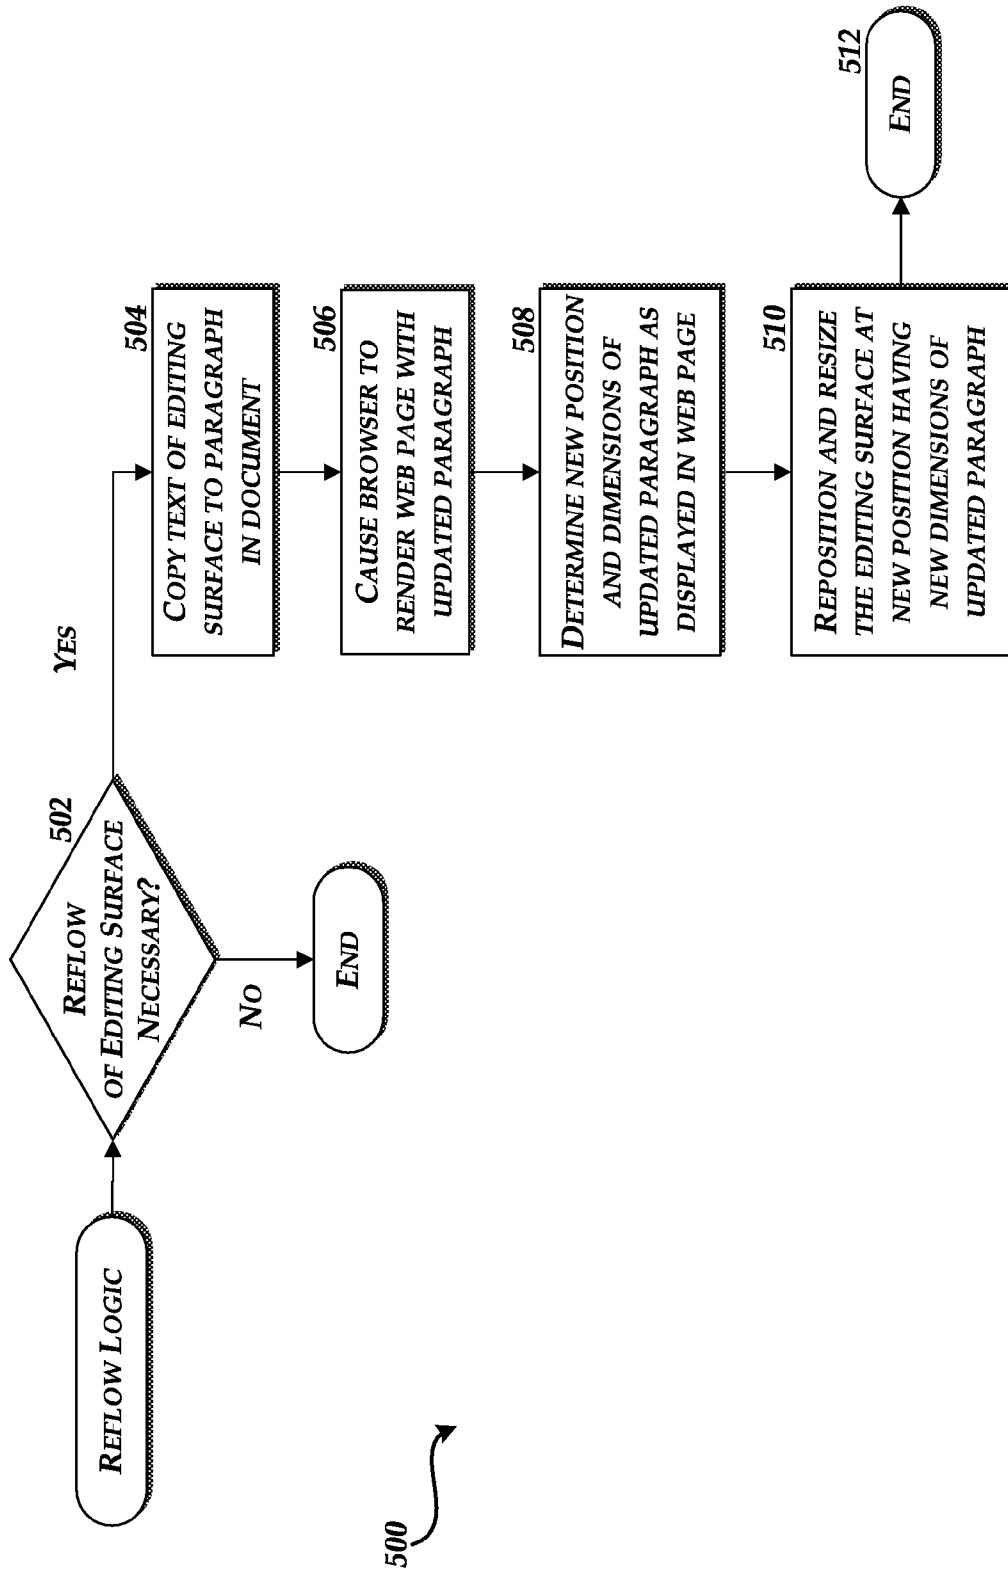 500
REFLOW LOGIC
502
REFLOW
OF EDITING SURFACE
NECESSARY?
NO
END
YES
504
COPY TEXT OF EDITING
SURFACE TO PARAGRAPH
IN DOCUMENT
506
CAUSE BROWSER TO
RENDER WEB PAGE WITH
UPDATED PARAGRAPH
508
DETERMINE NEW POSITION
AND DIMENSIONS OF
UPDATED PARAGRAPH AS
DISPLAYED IN WEB PAGE
510
REPOSITION AND RESIZE
THE EDITING SURFACE AT
NEW POSITION HAVING
NEW DIMENSIONS OF
UPDATED PARAGRAPH
512
END